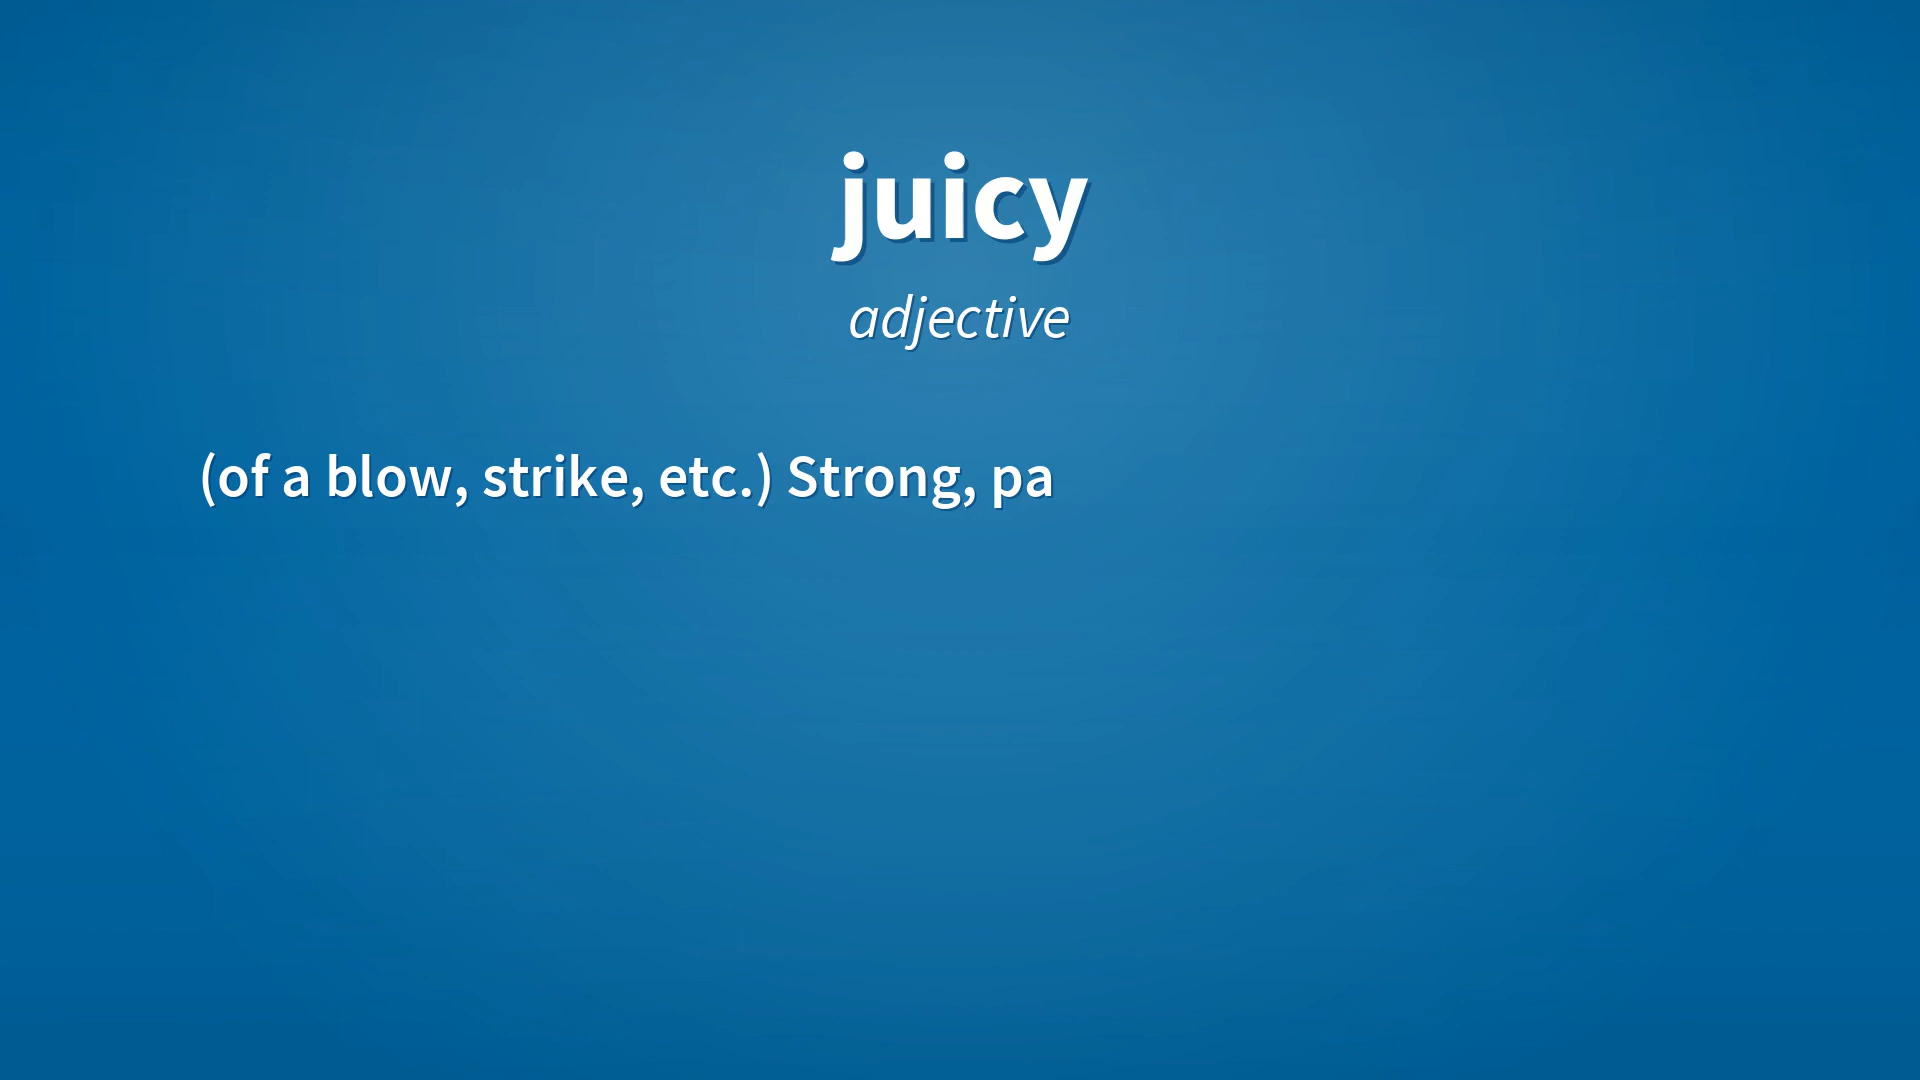 juicy
adjective
(of a blow, strike, etc.) Strong, pa